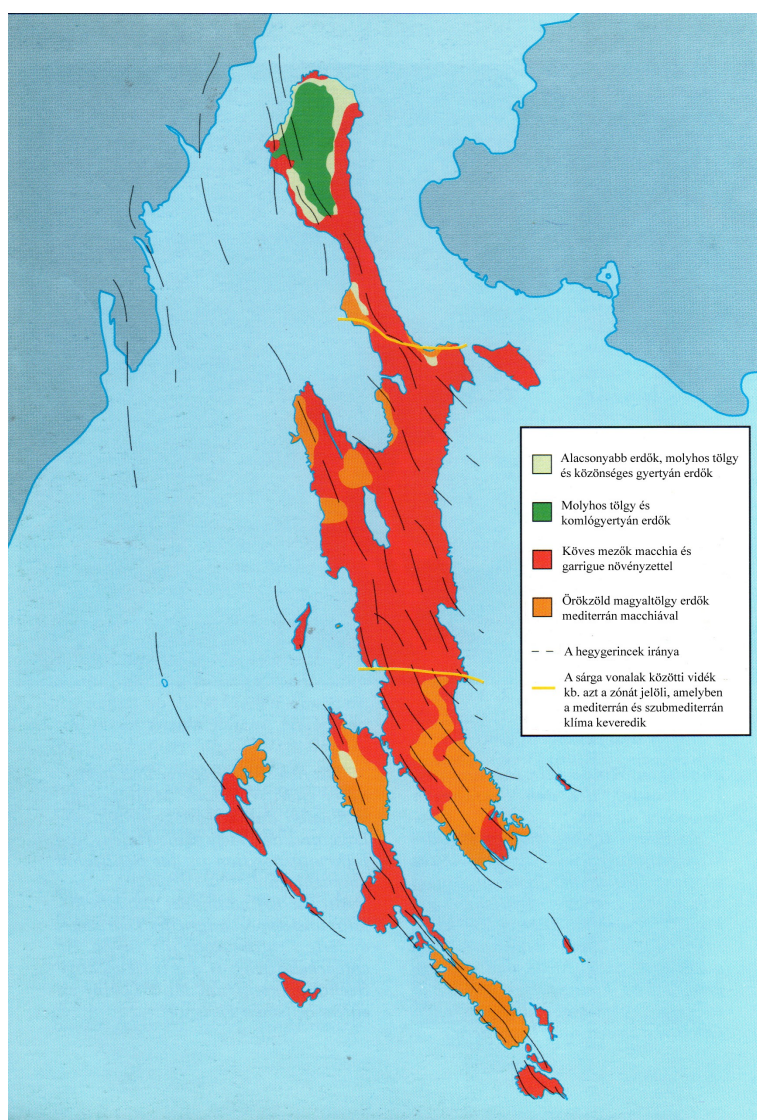 Alacsonyabb erdők, molyhos tölgy
és közönséges gyertyán erdők
Molyhos tölgy és
komlógyertyán erdők
Köves mezők macchia és
garrigue növényzettel
Örökzöld magyaltölgy erdők
mediterrán macchiával
A hegygerincek iránya
A sárga vonalak közötti vidék
kb. azt a zónát jelöli, amelyben
a mediterrán és szubmediterrán
klíma keveredik